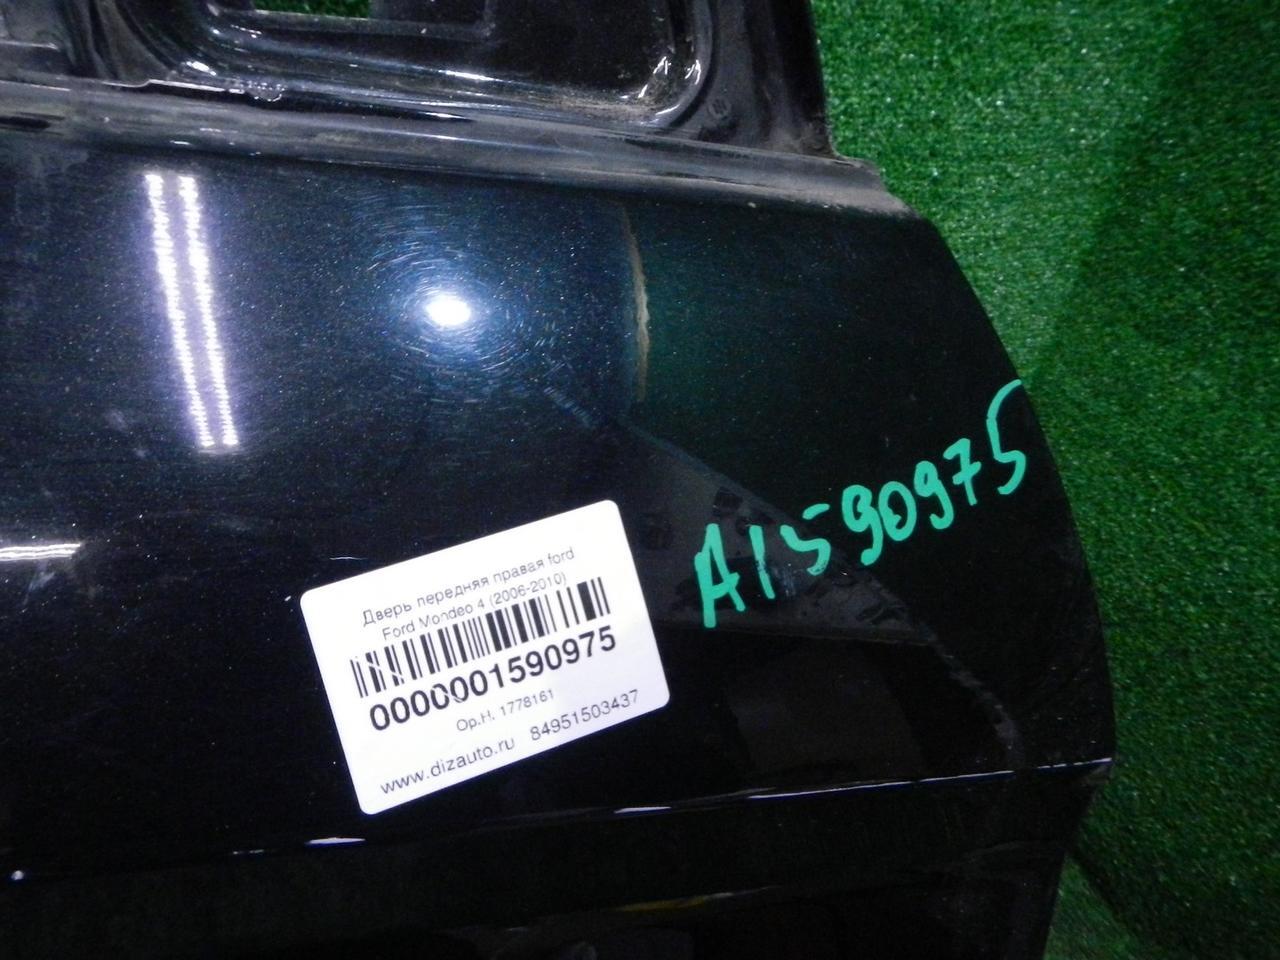 Дверь передняя правая ford
Ford Mondeo 4 (2006-2010)
0000001590975
Ор.Н. 1778161
www.dizauto.ru 84951503437
A1590975